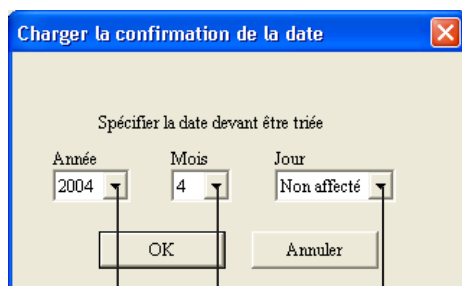 Charger la confirmation de la date
Spécifier la date devant être triée
Année Mois Jour
2004 4 Non affecté
OK Annuler